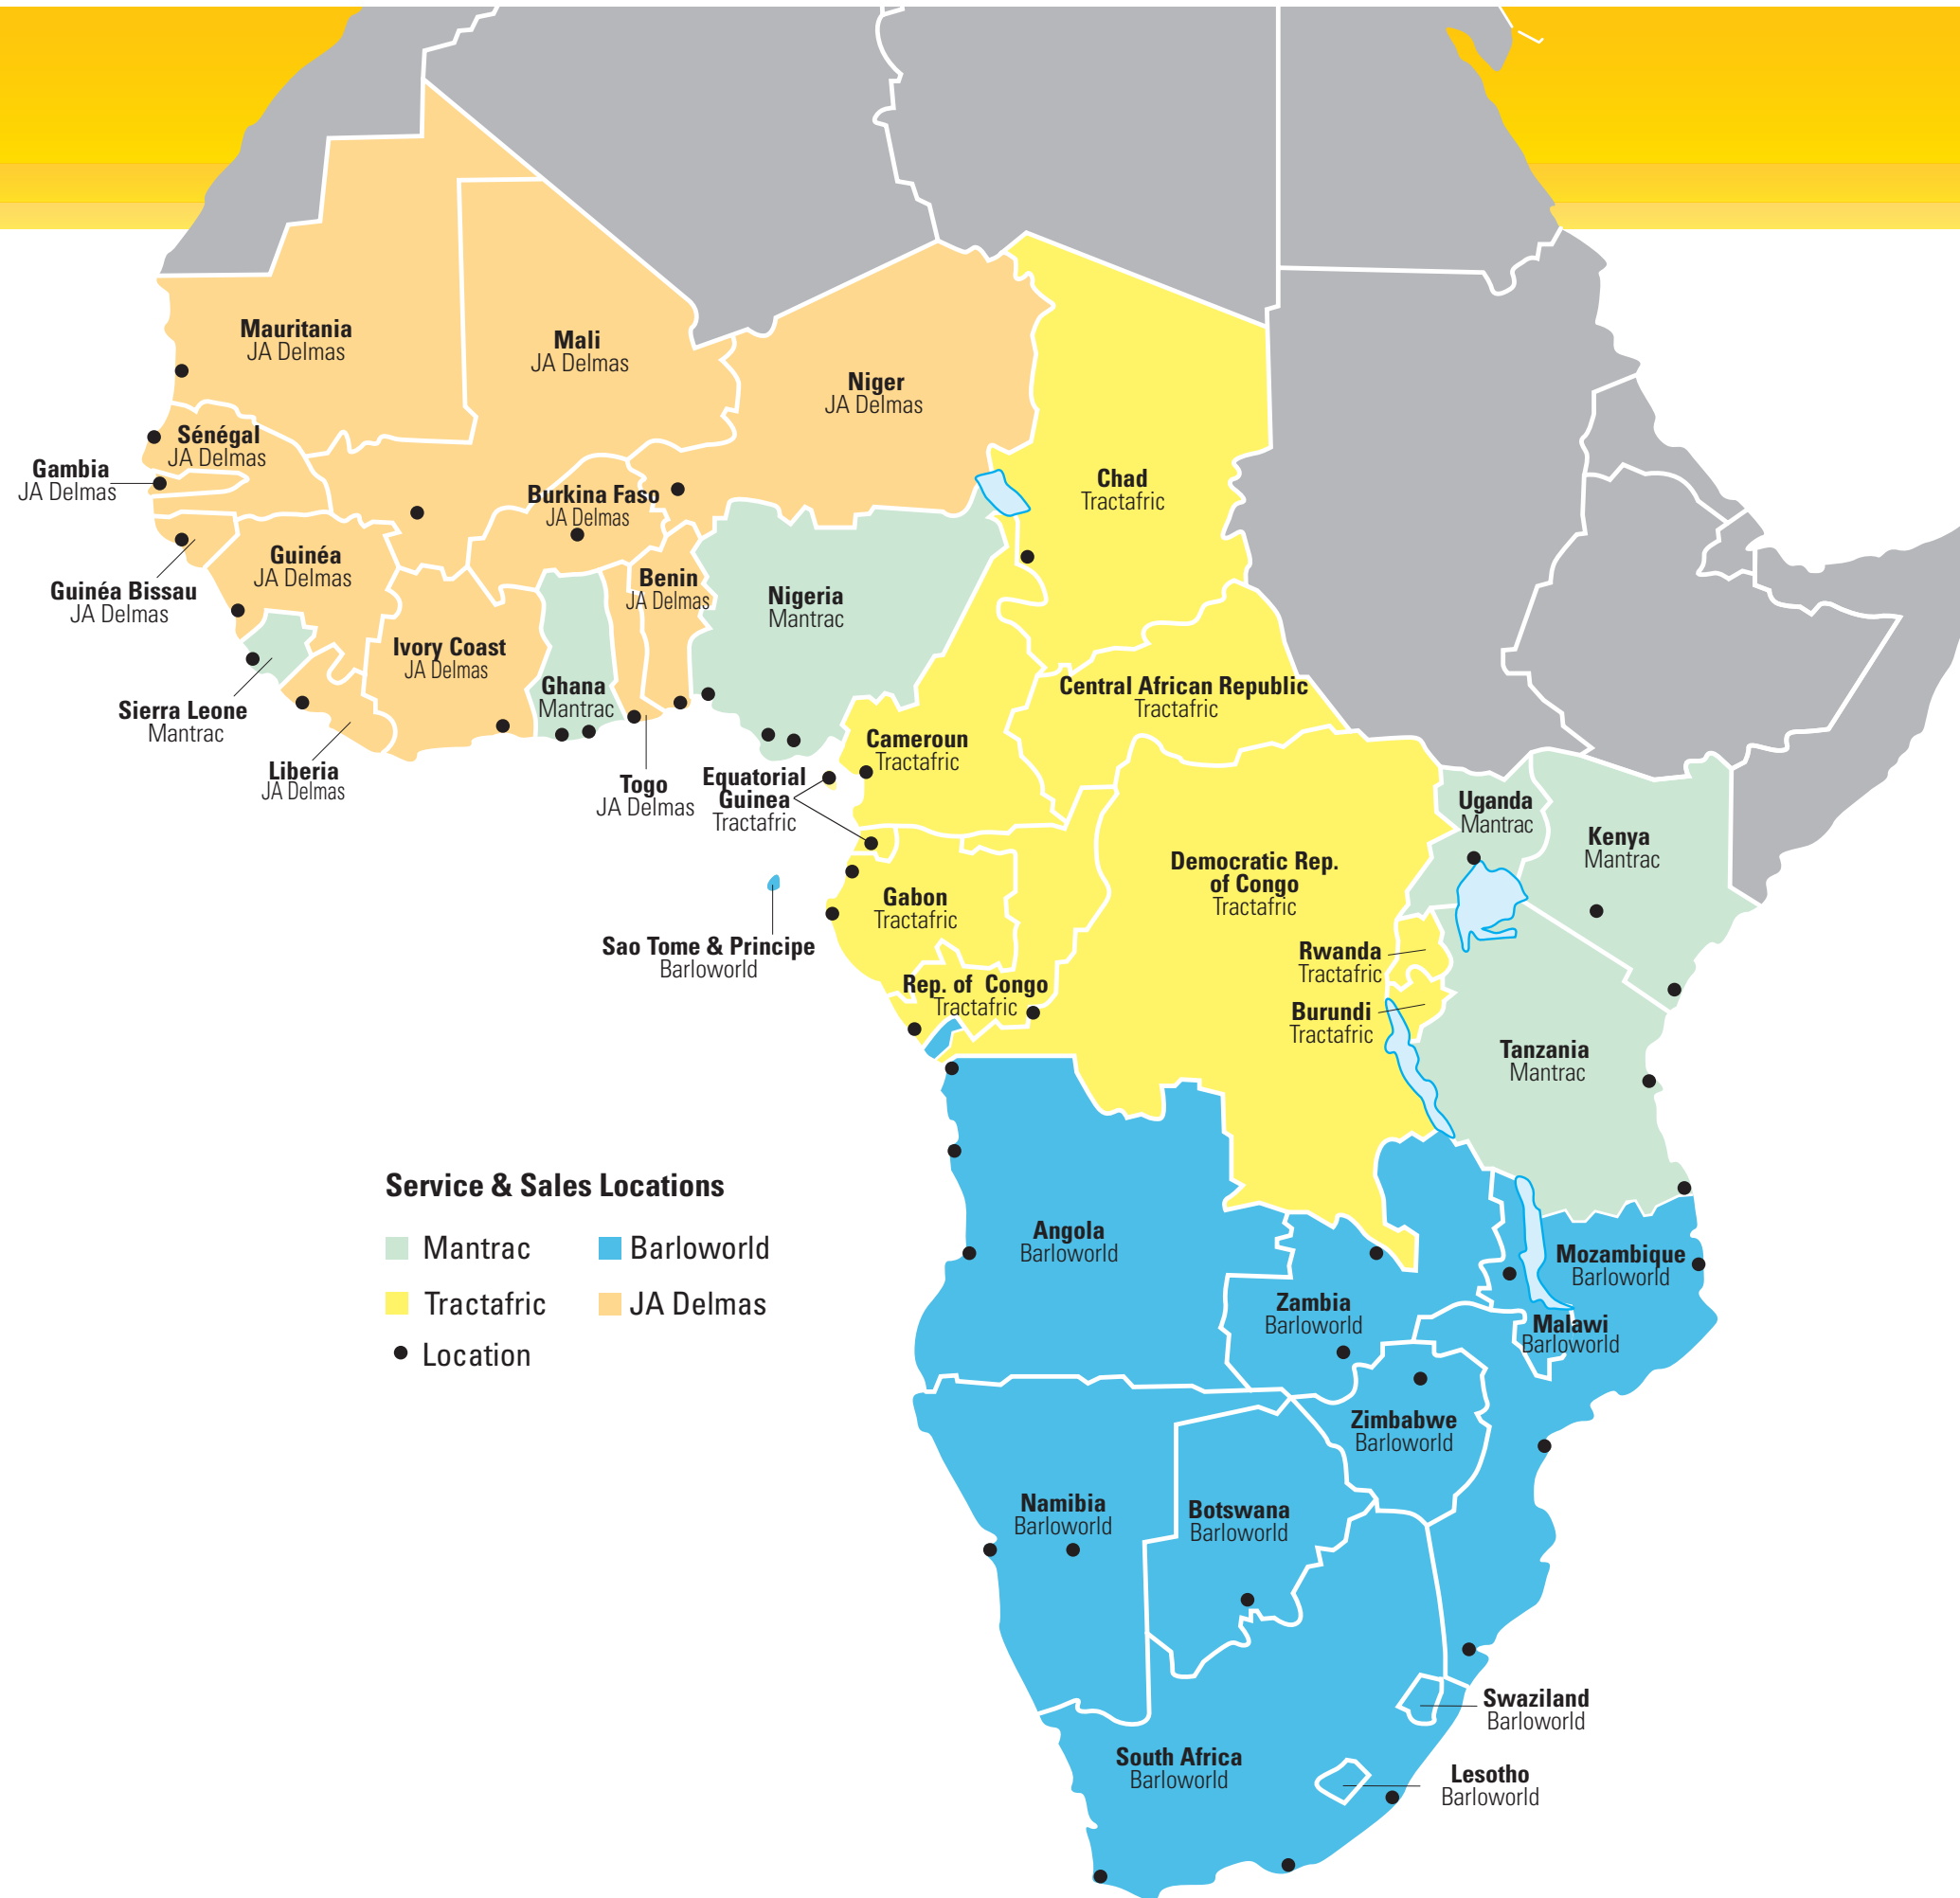 Mauritania
JA Delmas
Mali
JA Delmas
Niger
JA Delmas
Sénégal
JA Delmas
Gambia
JA Delmas
Chad
Tractafric
Burkina Faso
JA Delmas
Guinéa
JA Delmas
Guinéa Bissau
JA Delmas
Benin
JA Delmas
Nigeria
Mantrac
Ivory Coast
JA Delmas
Ghana
Mantrac
Central African Republic
Tractafric
Sierra Leone
Mantrac
Cameroun
Tractafric
Liberia
JA Delmas
Togo
JA Delmas
Equatorial
Guinea
Tractafric
Uganda
Mantrac
Kenya
Mantrac
Democratic Rep.
of Congo
Tractafric
Gabon
Tractafric
Sao Tome & Principe
Barloworld
Rwanda
Tractafric
Rep. of Congo
Tractafric
Burundi
Tractafric
Tanzania
Mantrac
Service & Sales Locations
Mantrac
Barloworld
Tractafric
JA Delmas
Location
Angola
Barloworld
Mozambique
Barloworld
Zambia
Barloworld
Malawi
Barloworld
Zimbabwe
Barloworld
Namibia
Barloworld
Botswana
Barloworld
Swaziland
Barloworld
South Africa
Barloworld
Lesotho
Barloworld